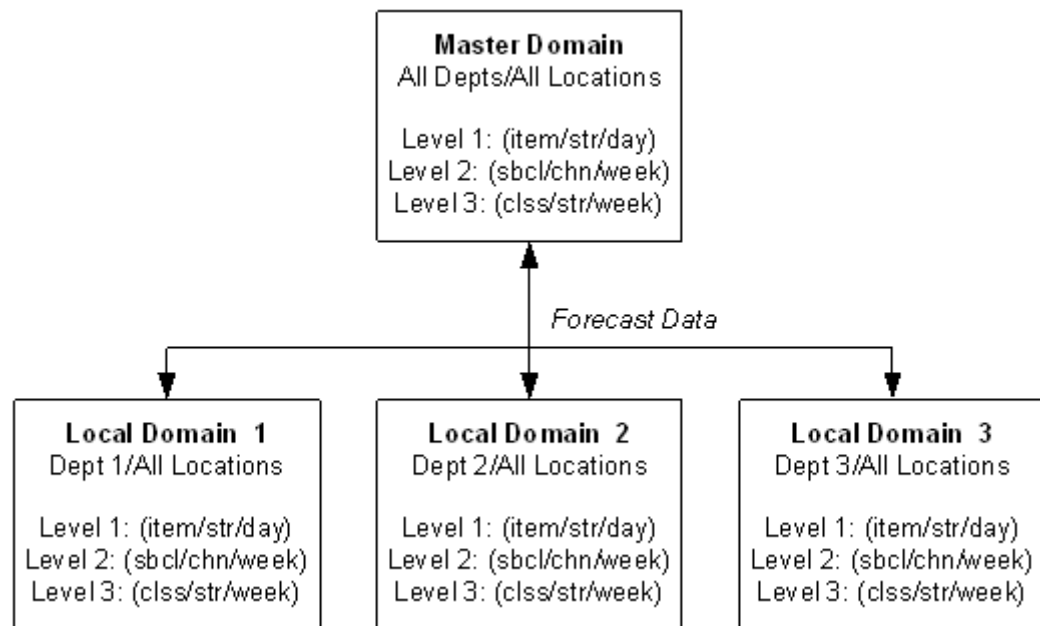 Master Domain
All Depts/All Locations
Level 1: (item/str/day)
Level 2: (sbcl/chn/week)
Level 3: (clss/str/week)
Forecast Data
Local Domain 1
Dept 1/All Locations
Level 1: (item/str/day)
Level 2: (sbcl/chn/week)
Level 3: (clss/str/week)
Local Domain 2
Dept 2/All Locations
Level 1: (item/str/day)
Level 2: (sbcl/chn/week)
Level 3: (clss/str/week)
Local Domain 3
Dept 3/All Locations
Level 1: (item/str/day)
Level 2: (sbcl/chn/week)
Level 3: (clss/str/week)